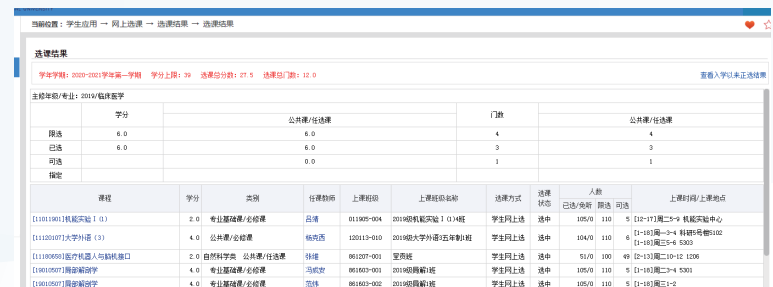 当前位置：学生应用 → 网上选课 → 选课结果 → 选课结果
选课结果
学年学期：2020-2021学年第一学期 学分上限：39 选课总分数：27.5 选课总门数：12.0 查看入学以来正选结果
主修年级/专业：2019/临床医学
学分 门数
公共课/任选课 公共课/任选课
限选 6.0 6.0 4 4
已选 6.0 6.0 3 3
可选 0.0 1 1
指定
课程 学分 类别 任课教师 上课班级 上课班级名称 选课方式 选课状态 人数 上课时间/上课地点
已选/免听 限选 可选
[11011901]机能实验Ⅰ(1) 2.0 专业基础课/必修课 吕靖 011905-004 2019级机能实验Ⅰ(1)4班 学生网上选 选中 105/0 110 5 [12-17]周二5-9 机能实验中心
[11120107]大学外语（3） 4.0 公共课/必修课 杨克西 120113-010 2019级大学外语3五年制1班 学生网上选 选中 104/0 110 6 [1-18]周一3-4 科研5号楼5102
[1-18]周三5-6 5303
[11180658]医疗机器人与脑机接口 2.0 自然科学类 公共课/任选课 张维 861207-001 至资班 学生网上选 选中 51/0 100 49 [2-13]周二10-12 1206
[19010507]局部解剖学 4.0 专业基础课/必修课 冯成安 861603-001 2019级局解1班 学生网上选 选中 105/0 110 5 [1-18]周二3-4 5301
[19010507]局部解剖学 4.0 专业基础课/必修课 范炜 861603-002 2019级局解1班 学生网上选 选中 105/0 110 5 [1-18]周三1-2